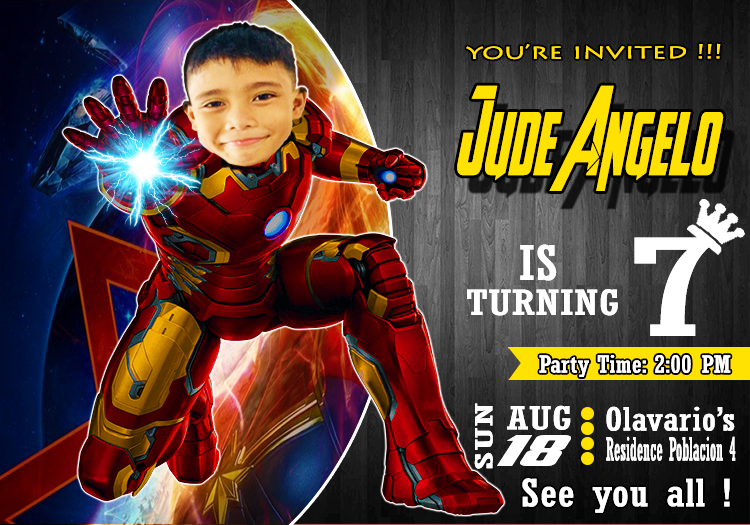 YOU'RE INVITED !!!
JUDE ANGELO
IS
TURNING
7
Party Time: 2:00 PM
SUN
AUG
18
Olavario's
Residence Poblacion 4
See you all !